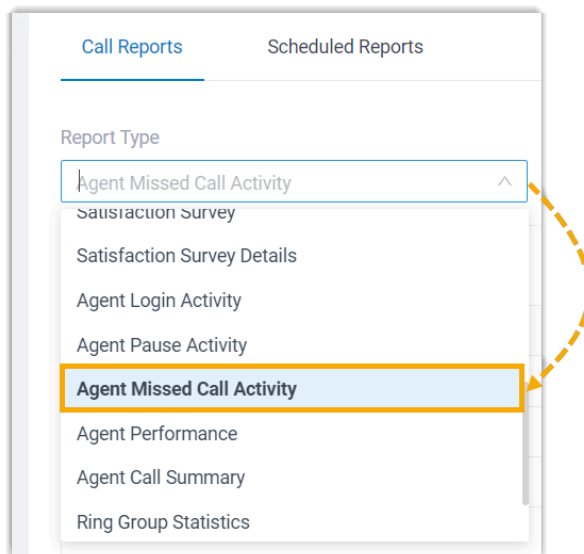 Call Reports Scheduled Reports
Report Type
Agent Missed Call Activity
Satisfaction Survey
Satisfaction Survey Details
Agent Login Activity
Agent Pause Activity
Agent Missed Call Activity
Agent Performance
Agent Call Summary
Ring Group Statistics